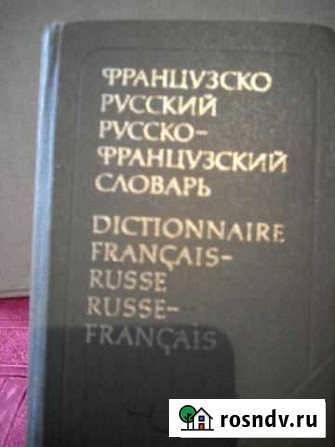 ФРАНЦУЗСКО
РУССКИЙ
РУССКО-
ФРАНЦУЗСКИЙ
СЛОВАРЬ
DICTIONNAIRE
FRANÇAIS-
RUSSE
RUSSE-
FRANÇAIS
rosndv.ru